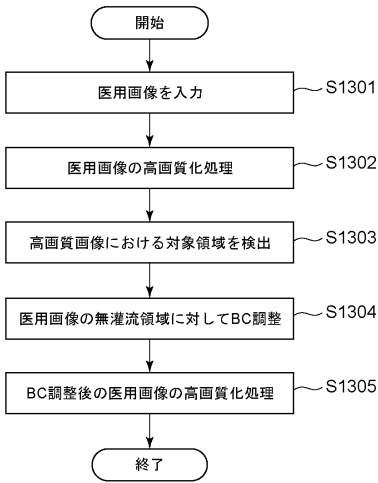 開始
医用画像を入力
S1301
医用画像の高画質化処理
S1302
高画質画像における対象領域を検出
S1303
医用画像の無灌流領域に対してBC調整
S1304
BC調整後の医用画像の高画質化処理
S1305
終了